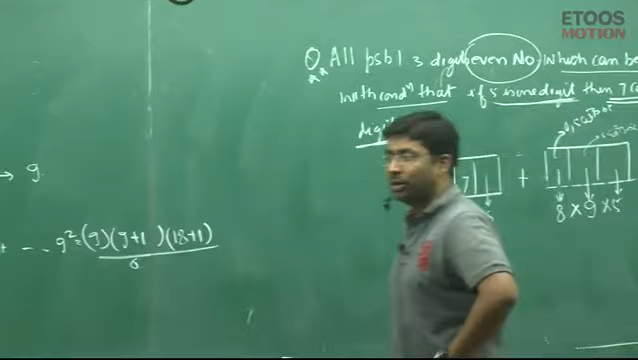 ETOOS
MOTION
Q. All psbl 3 digit even No. which can be
with condn that if 5 is one digit then 7
digit
→ 9.
+ - - 9² = (9)(9+1)(18+1)
6
7
+
8 × 9 × 5